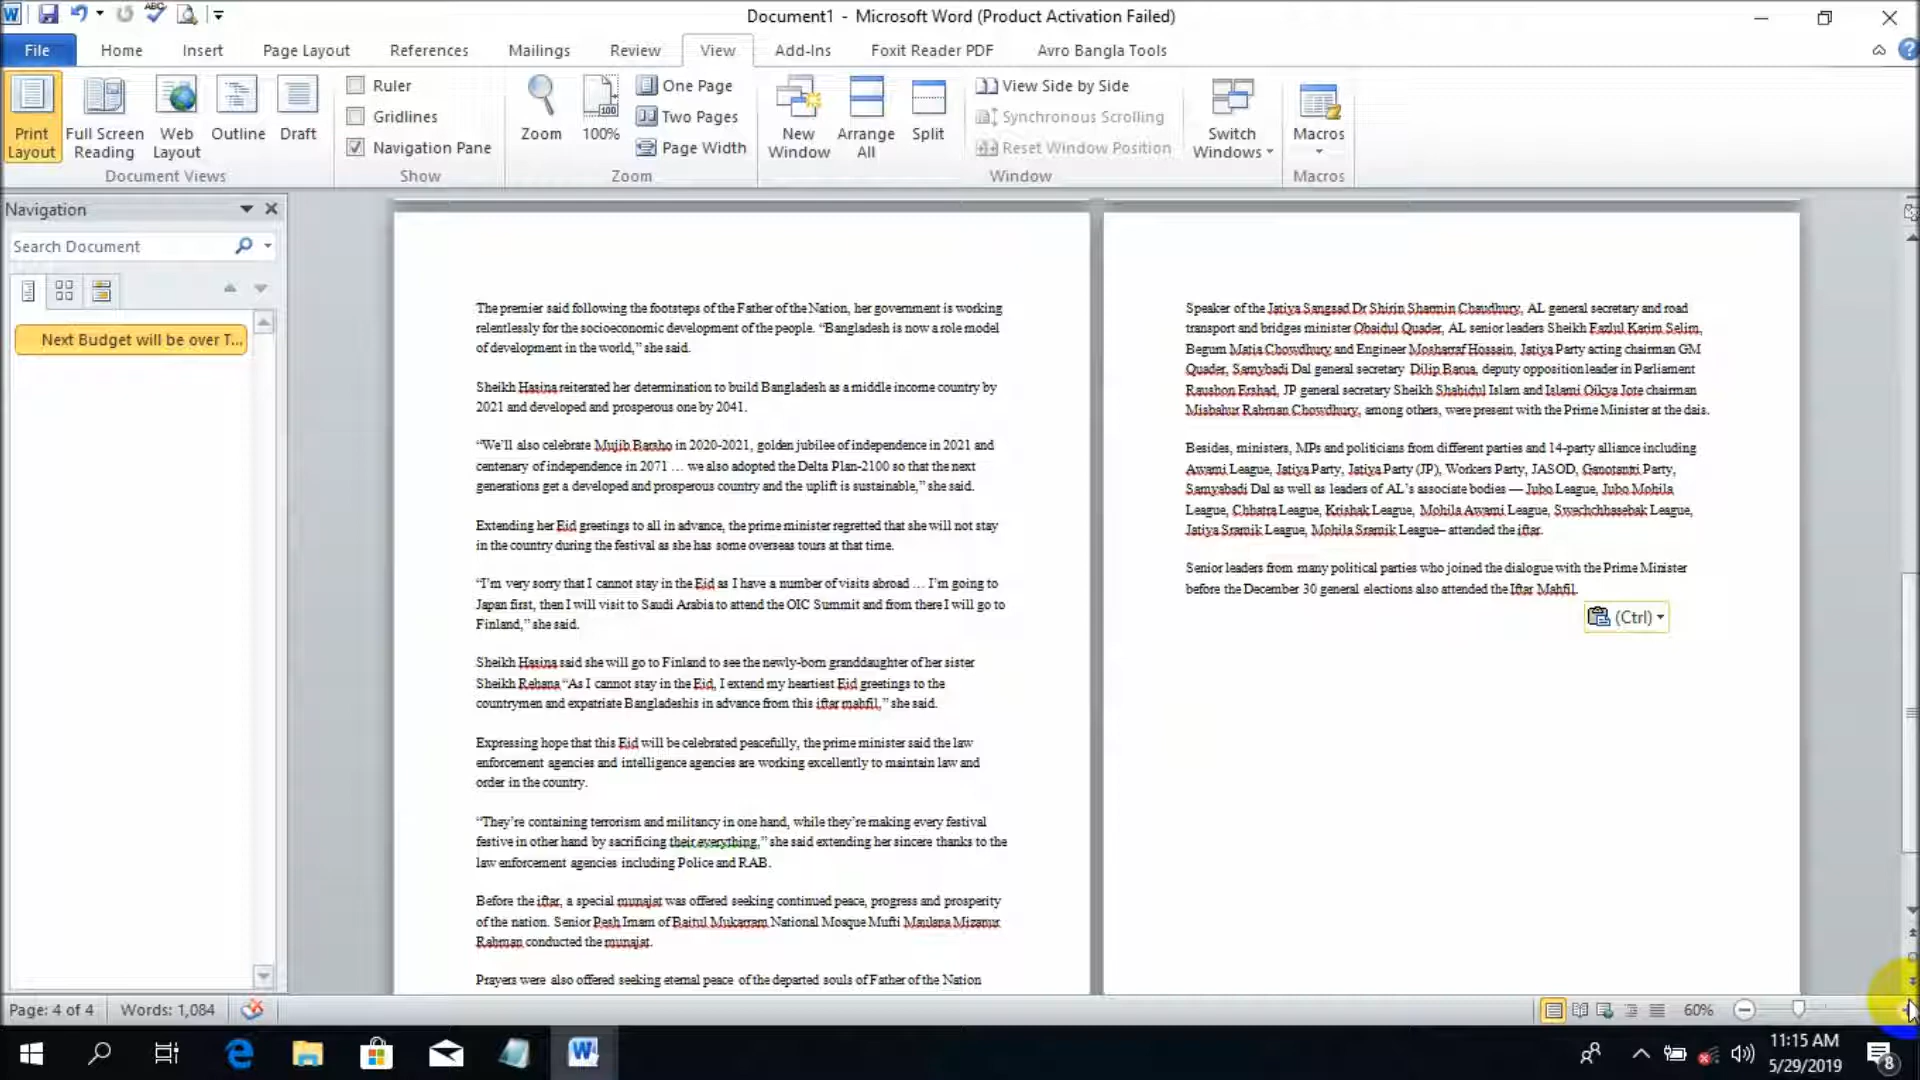 Document1 - Microsoft Word (Product Activation Failed)
File Home Insert Page Layout References Mailings Review View Add-Ins Foxit Reader PDF Avro Bangla Tools
Print Layout
Full Screen Reading
Web Layout
Outline
Draft
Document Views
Ruler
Gridlines
Navigation Pane
Show
Zoom
100%
One Page
Two Pages
Page Width
Zoom
New Window
Arrange All
Split
View Side by Side
Synchronous Scrolling
Reset Window Position
Window
Switch Windows
Macros
Macros
Navigation
Search Document
Next Budget will be over T...
The premier said following the footsteps of the Father of the Nation, her government is working
relentlessly for the socioeconomic development of the people. “Bangladesh is now a role model
of development in the world,” she said.
Sheikh Hasina reiterated her determination to build Bangladesh as a middle income country by
2021 and developed and prosperous one by 2041.
“We’ll also celebrate Mujib Barsho in 2020-2021, golden jubilee of independence in 2021 and
centenary of independence in 2071 … we also adopted the Delta Plan-2100 so that the next
generations get a developed and prosperous country and the uplift is sustainable,” she said.
Extending her Eid greetings to all in advance, the prime minister regretted that she will not stay
in the country during the festival as she has some overseas tours at that time.
“I’m very sorry that I cannot stay in the Eid as I have a number of visits abroad … I’m going to
Japan first, then I will visit to Saudi Arabia to attend the OIC Summit and from there I will go to
Finland,” she said.
Sheikh Hasina said she will go to Finland to see the newly-born granddaughter of her sister
Sheikh Rehana “As I cannot stay in the Eid, I extend my heartiest Eid greetings to the
countrymen and expatriate Bangladeshis in advance from this iftar mahfil,” she said.
Expressing hope that this Eid will be celebrated peacefully, the prime minister said the law
enforcement agencies and intelligence agencies are working excellently to maintain law and
order in the country.
“They’re containing terrorism and militancy in one hand, while they’re making every festival
festive in other hand by sacrificing their everything,” she said extending her sincere thanks to the
law enforcement agencies including Police and RAB.
Before the iftar, a special munajat was offered seeking continued peace, progress and prosperity
of the nation. Senior Pesh Imam of Baitul Mukarram National Mosque Mufti Maulana Mizanur
Rahman conducted the munajat.
Prayers were also offered seeking eternal peace of the departed souls of Father of the Nation
Speaker of the Jatiya Sangsad Dr Shirin Sharmin Chaudhury, AL general secretary and road
transport and bridges minister Obaidul Quader, AL senior leaders Sheikh Fazlul Karim Selim,
Begum Matia Chowdhury and Engineer Mosharraf Hossain, Jatiya Party acting chairman GM
Quader, Samyabadi Dal general secretary Dilip Barua, deputy opposition leader in Parliament
Raushon Ershad, JP general secretary Sheikh Shahidul Islam and Islami Oikya Jote chairman
Misbahur Rahman Chowdhury, among others, were present with the Prime Minister at the dais.
Besides, ministers, MPs and politicians from different parties and 14-party alliance including
Awami League, Jatiya Party, Jatiya Party (JP), Workers Party, JASOD, Ganotantri Party,
Samyabadi Dal as well as leaders of AL’s associate bodies — Jubo League, Jubo Mohila
League, Chhatra League, Krishak League, Mohila Awami League, Swechchhasebak League,
Jatiya Sramik League, Mohila Sramik League– attended the iftar.
Senior leaders from many political parties who joined the dialogue with the Prime Minister
before the December 30 general elections also attended the Iftar Mahfil.
(Ctrl)
Page: 4 of 4 Words: 1,084 60%
11:15 AM
5/29/2019
8